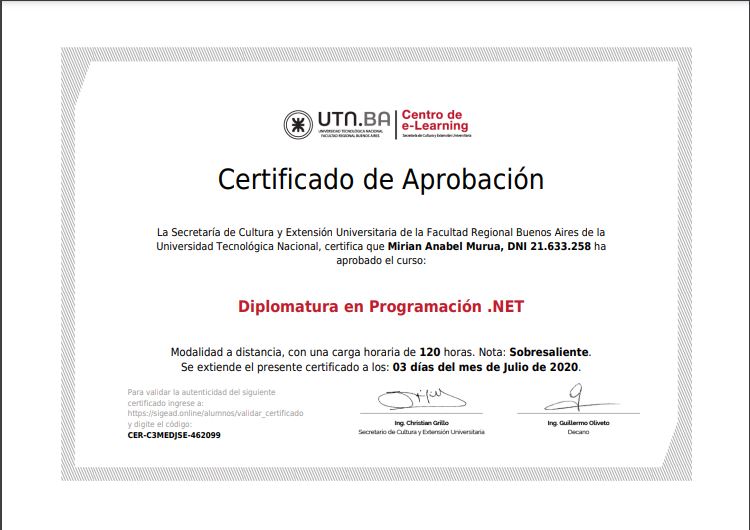 UTN.BA
UNIVERSIDAD TECNOLÓGICA NACIONAL
FACULTAD REGIONAL BUENOS AIRES
Centro de
e-Learning
Secretaría de Cultura y Extensión Universitaria
Certificado de Aprobación
La Secretaría de Cultura y Extensión Universitaria de la Facultad Regional Buenos Aires de la
Universidad Tecnológica Nacional, certifica que Mirian Anabel Murua, DNI 21.633.258 ha
aprobado el curso:
Diplomatura en Programación .NET
Modalidad a distancia, con una carga horaria de 120 horas. Nota: Sobresaliente.
Se extiende el presente certificado a los: 03 días del mes de Julio de 2020.
Para validar la autenticidad del siguiente
certificado ingrese a:
https://sigead.online/alumnos/validar_certificado
y digite el código:
CER-C3MEDJSE-462099
Ing. Christian Grillo
Secretario de Cultura y Extensión Universitaria
Ing. Guillermo Oliveto
Decano